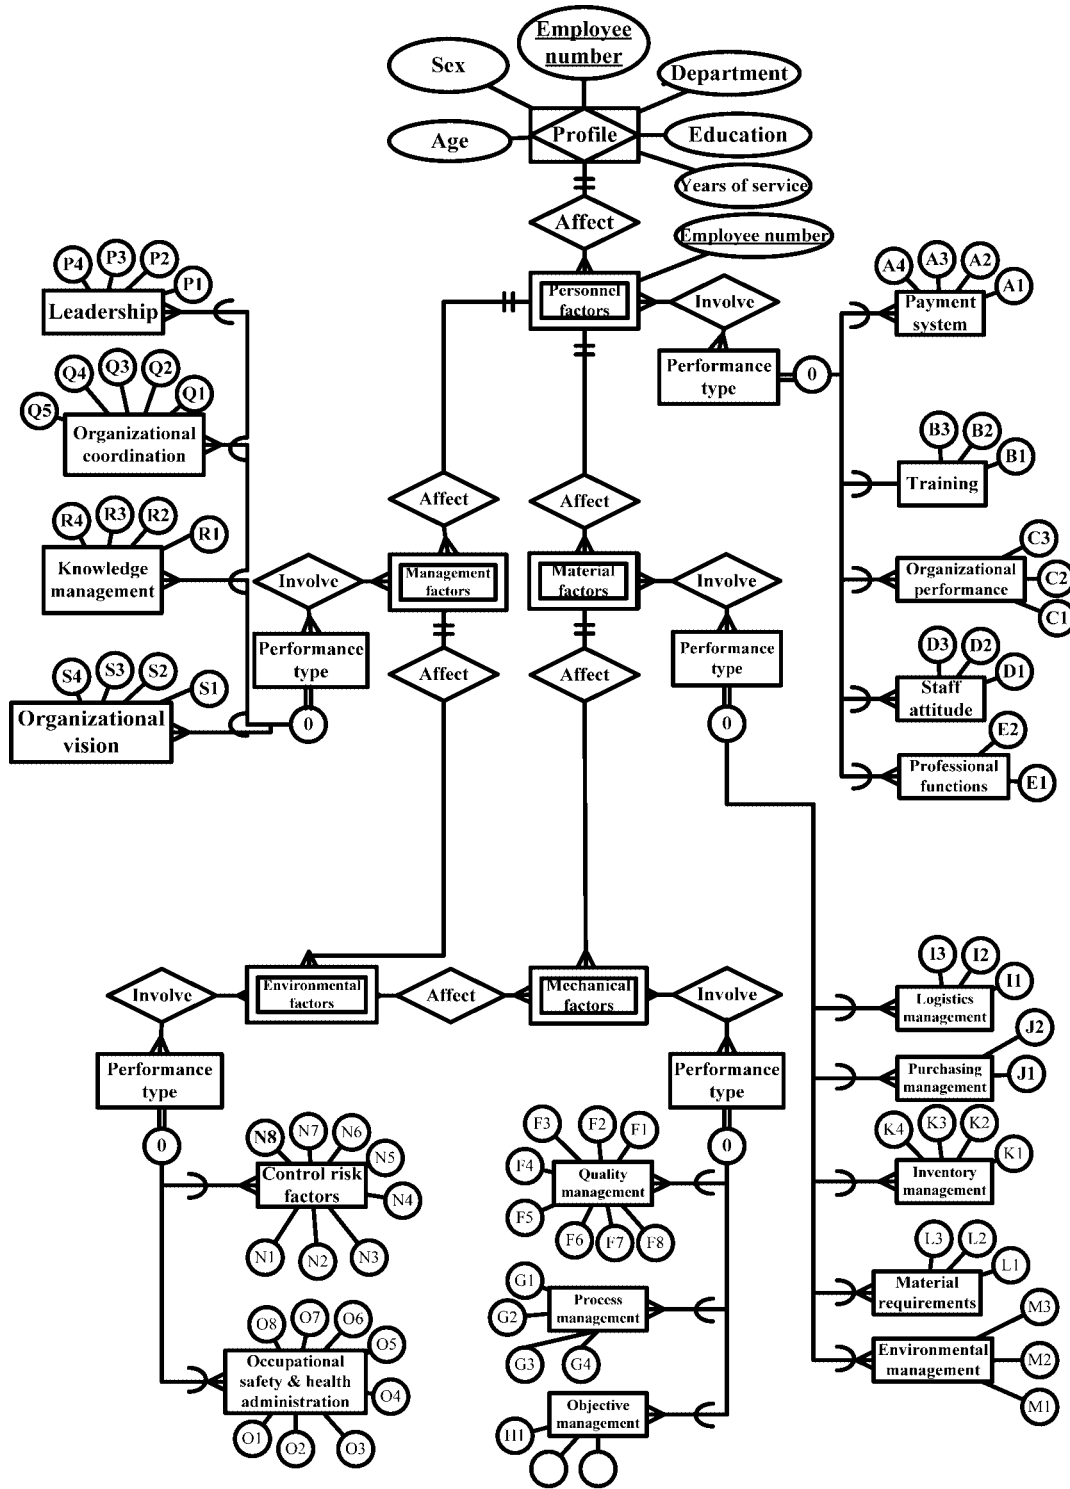 Employee
number
Sex
Department
Age
Profile
Education
Years of service
Affect
Employee number
P4
P3
P2
P1
Leadership
Personnel
factors
Involve
A4
A3
A2
A1
Payment
system
Performance
type
0
Q5
Q4
Q3
Q2
Q1
Organizational
coordination
B3
B2
B1
Training
Affect
Affect
R4
R3
R2
R1
Knowledge
management
Involve
Management
factors
Material
factors
Involve
C3
C2
C1
Organizational
performance
Performance
type
Performance
type
Affect
Affect
D3
D2
D1
Staff
attitude
S4
S3
S2
S1
Organizational
vision
0
0
E2
E1
Professional
functions
Involve
Environmental
factors
Affect
Mechanical
factors
Involve
I3
I2
I1
Logistics
management
Performance
type
Performance
type
J2
J1
Purchasing
management
0
0
N8
N7
N6
N5
N4
Control risk
factors
N1
N2
N3
F3
F2
F1
F4
Quality
management
F5
F6
F7
F8
K4
K3
K2
K1
Inventory
management
L3
L2
L1
Material
requirements
G1
G2
Process
management
G3
G4
O8
O7
O6
O5
O4
Occupational
safety & health
administration
O1
O2
O3
M3
M2
M1
Environmental
management
Objective
management
H1